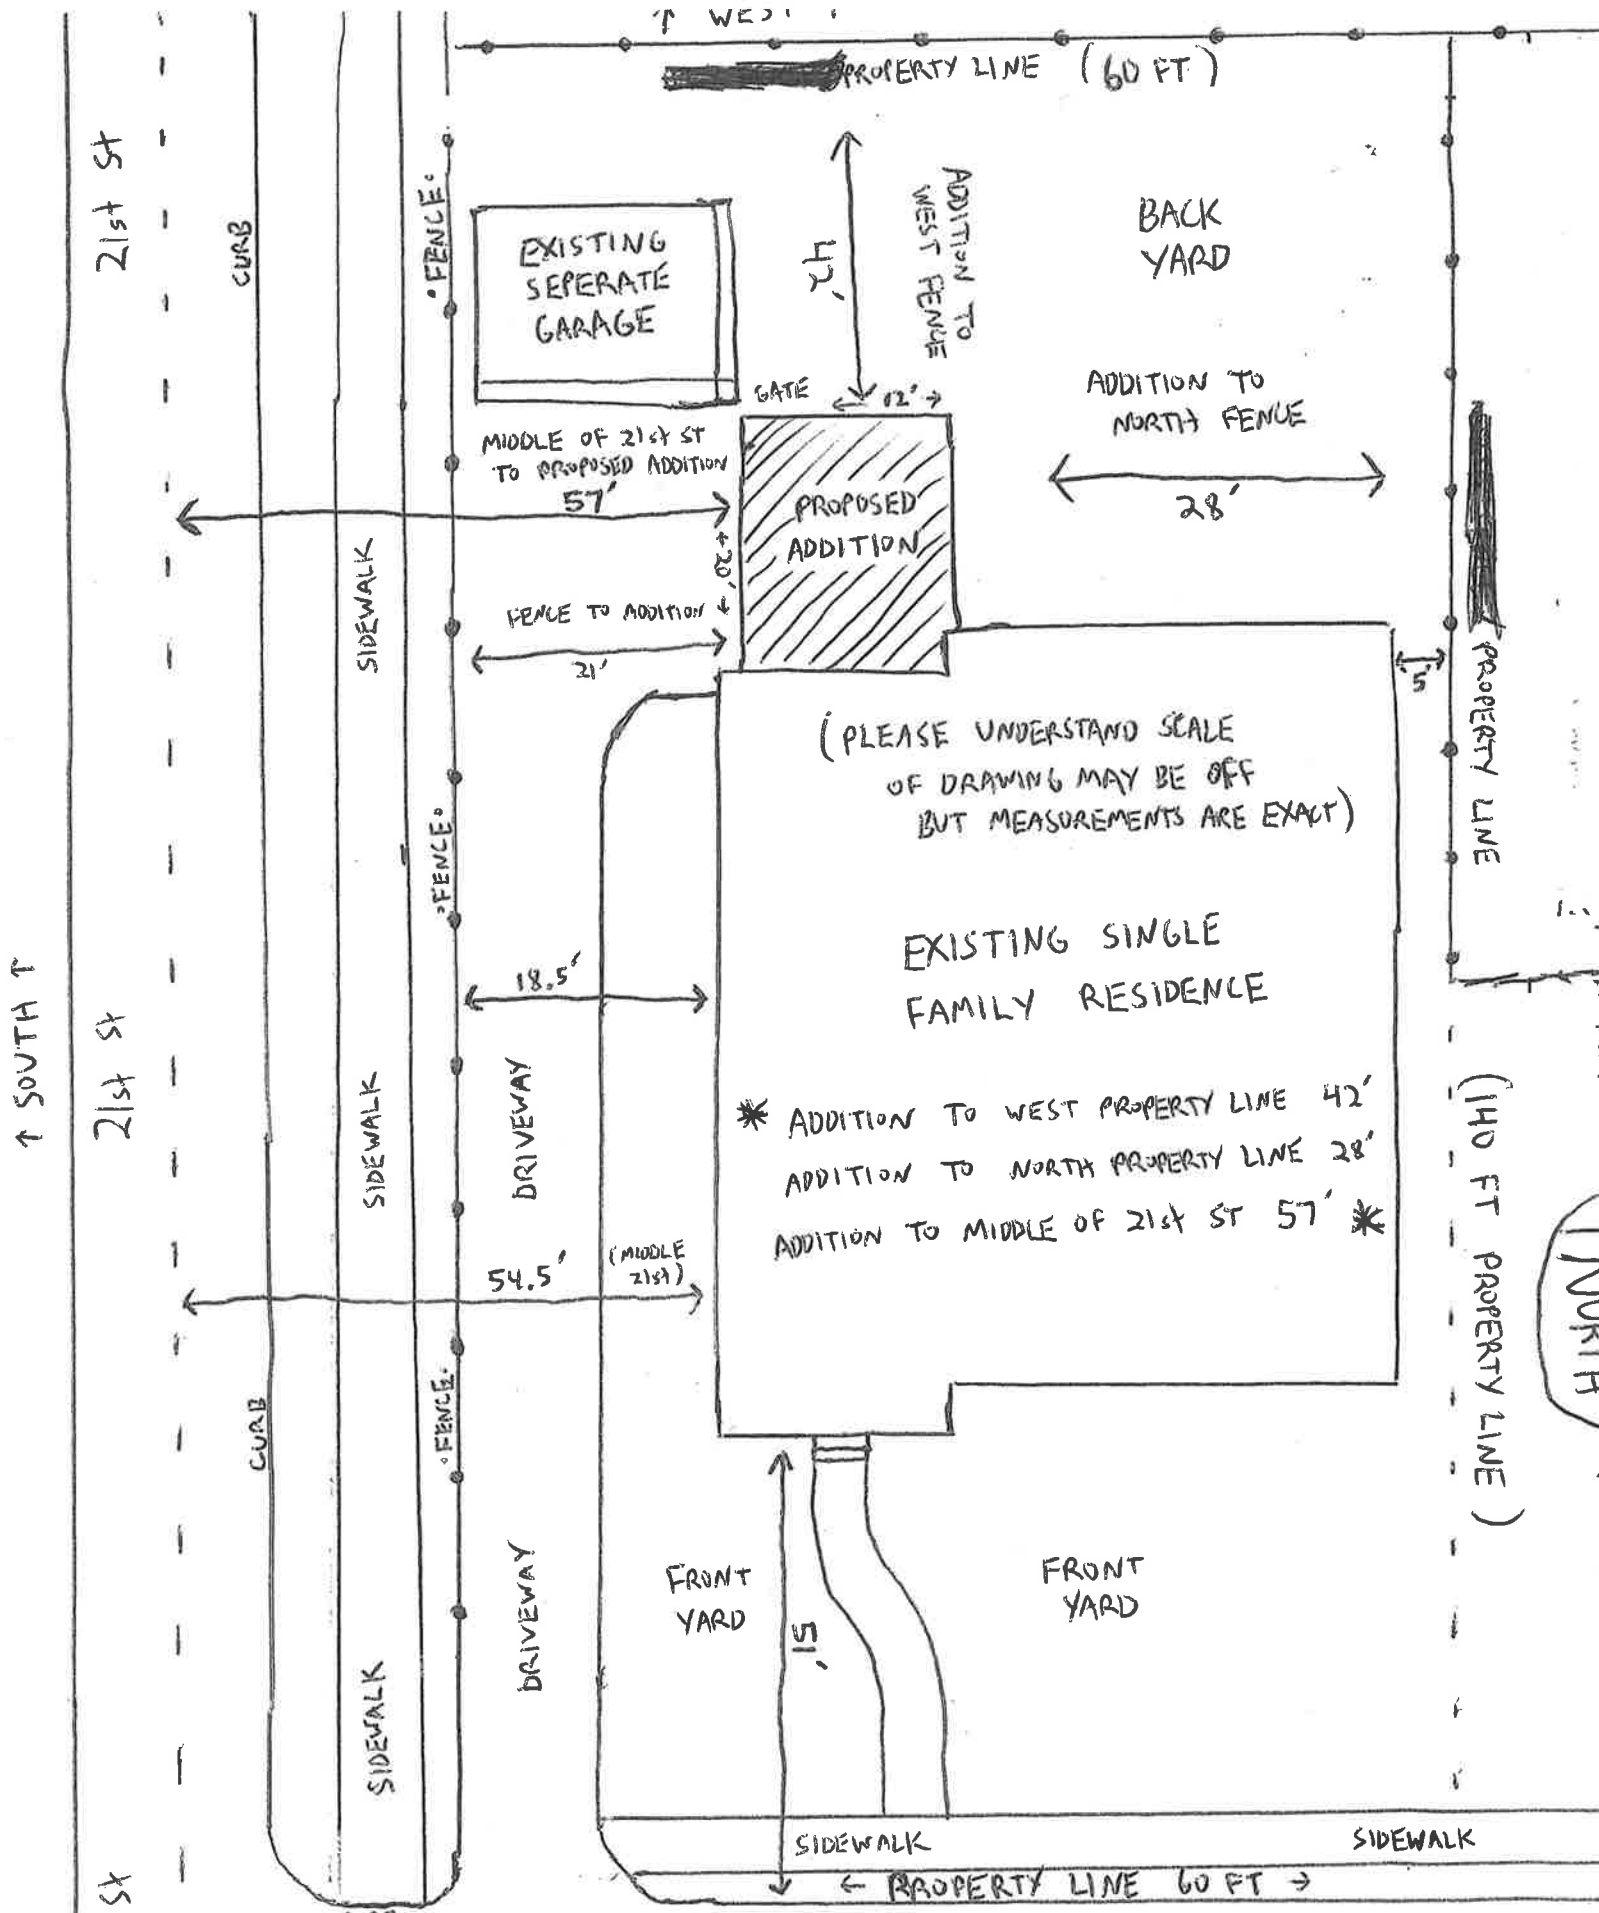 ↑ WEST ↑
PROPERTY LINE (60 FT)
21st St
CURB
• FENCE •
EXISTING
SEPERATE
GARAGE
42'
ADDITION TO
WEST FENCE
BACK
YARD
GATE
← 12' →
ADDITION TO
NORTH FENCE
28'
MIDDLE OF 21st ST
TO PROPOSED ADDITION
57'
PROPOSED
ADDITION
← 20' →
SIDEWALK
FENCE TO ADDITION
21'
5'
PROPERTY LINE
(PLEASE UNDERSTAND SCALE
OF DRAWING MAY BE OFF
BUT MEASUREMENTS ARE EXACT)
• FENCE •
EXISTING SINGLE
FAMILY RESIDENCE
18.5'
↑ SOUTH ↑
21st St
SIDEWALK
DRIVEWAY
* ADDITION TO WEST PROPERTY LINE 42'
ADDITION TO NORTH PROPERTY LINE 28'
ADDITION TO MIDDLE OF 21st ST 57' *
(140 FT PROPERTY LINE)
NORTH
54.5'
(MIDDLE
21st)
CURB
• FENCE •
DRIVEWAY
FRONT
YARD
51'
FRONT
YARD
SIDEWALK
SIDEWALK
SIDEWALK
St
← PROPERTY LINE 60 FT →